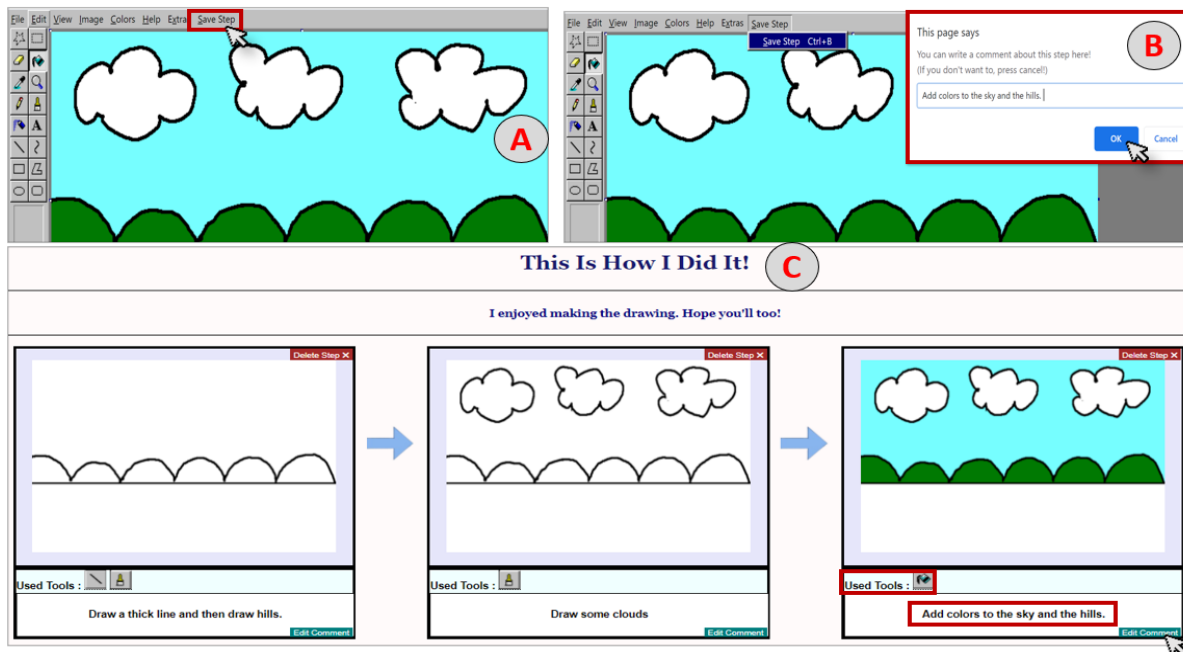 File Edit View Image Colors Help Extras Save Step
A
A
File Edit View Image Colors Help Extras Save Step
Save Step Ctrl+B
A
This page says
You can write a comment about this step here!
(If you don't want to, press cancel!)
Add colors to the sky and the hills.
OK Cancel
B
This Is How I Did It!
C
I enjoyed making the drawing. Hope you'll too!
Delete Step X
Used Tools :
Draw a thick line and then draw hills.
Edit Comment
Delete Step X
Used Tools :
Draw some clouds
Edit Comment
Delete Step X
Used Tools :
Add colors to the sky and the hills.
Edit Comment